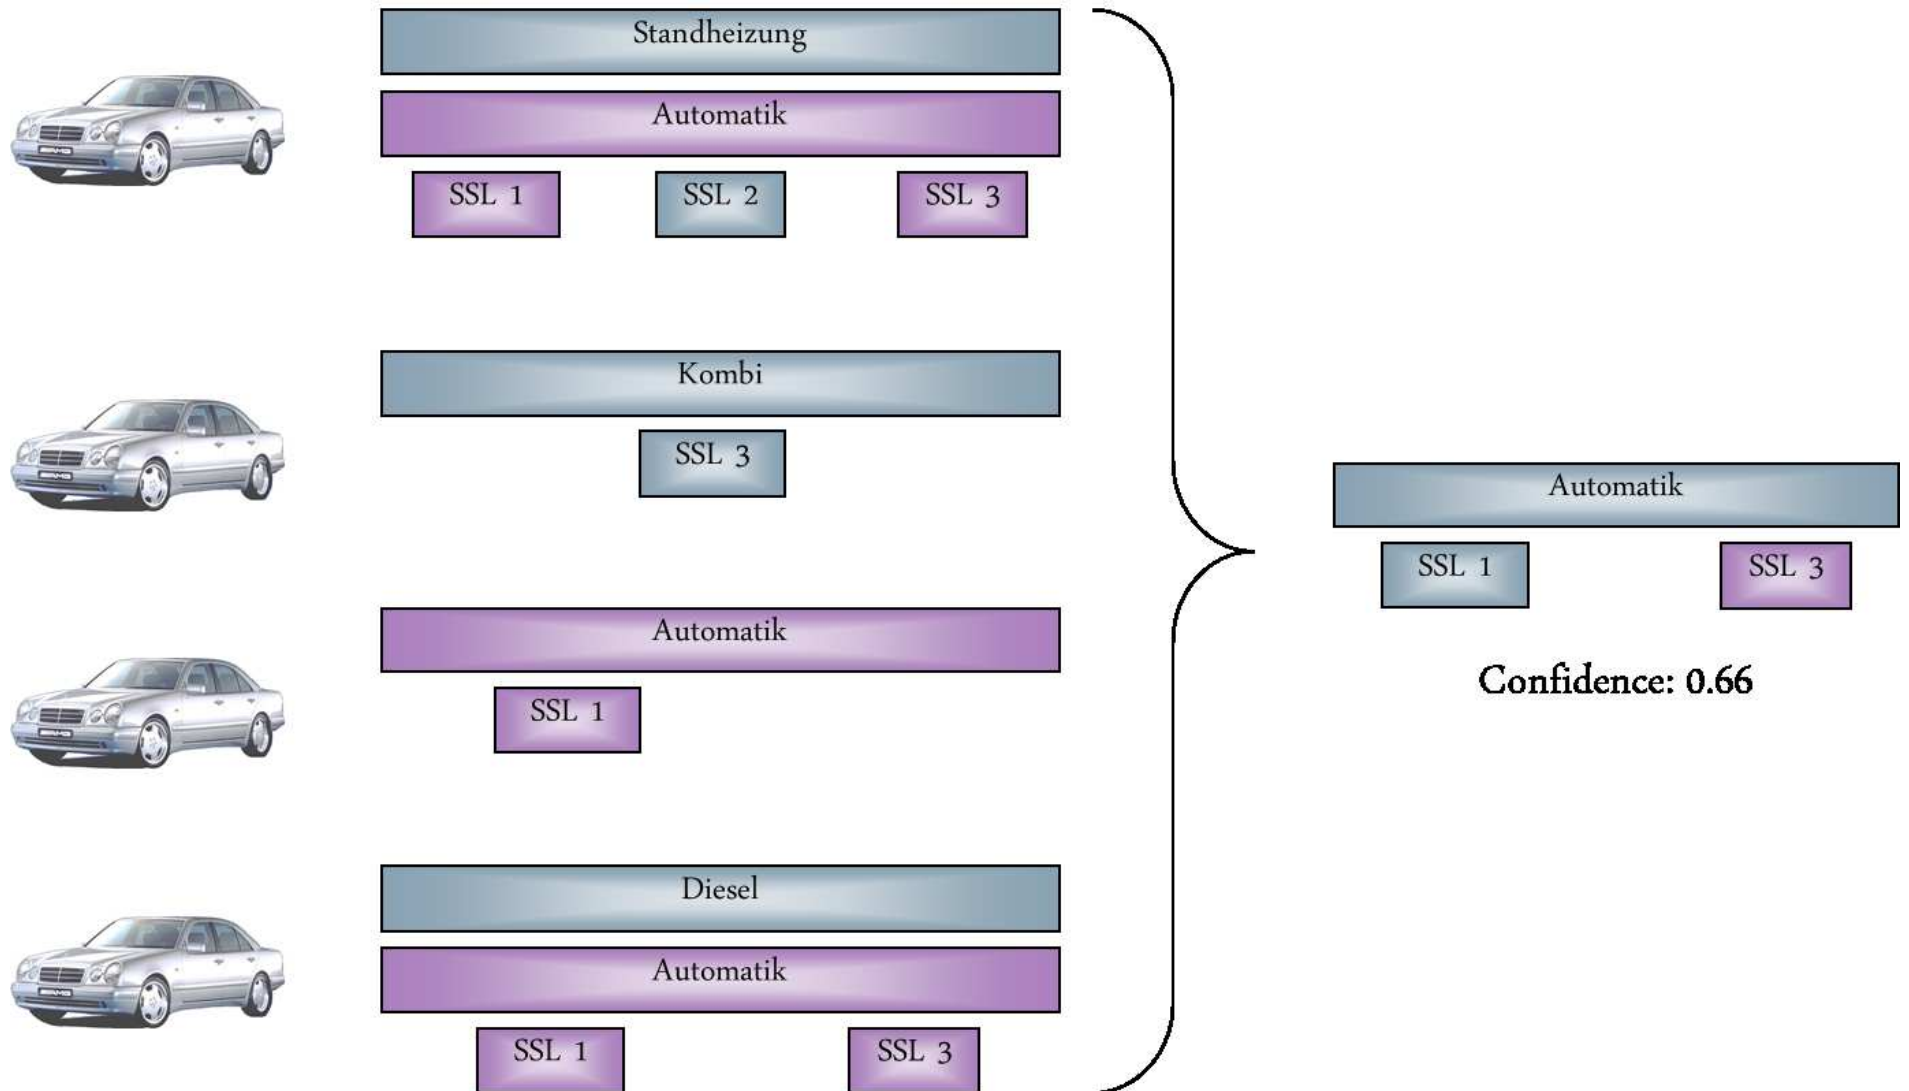 Standheizung
Automatik
SSL 1 SSL 2 SSL 3
Kombi
SSL 3
Automatik
SSL 1
Diesel
Automatik
SSL 1 SSL 3
Automatik
SSL 1 SSL 3
Confidence: 0.66